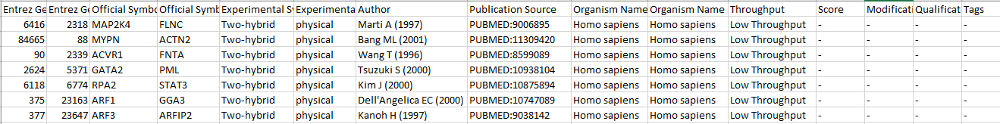 Entrez Ge Entrez Ge Official Symbo Official Symb Experimental Sy Experimenta Author Publication Source Organism Name Organism Name Throughput Score Modificati Qualificat Tags
6416 2318 MAP2K4 FLNC Two-hybrid physical Marti A (1997) PUBMED:9006895 Homo sapiens Homo sapiens Low Throughput - - - -
84665 88 MYPN ACTN2 Two-hybrid physical Bang ML (2001) PUBMED:11309420 Homo sapiens Homo sapiens Low Throughput - - - -
90 2339 ACVR1 FNTA Two-hybrid physical Wang T (1996) PUBMED:8599089 Homo sapiens Homo sapiens Low Throughput - - - -
2624 5371 GATA2 PML Two-hybrid physical Tsuzuki S (2000) PUBMED:10938104 Homo sapiens Homo sapiens Low Throughput - - - -
6118 6774 RPA2 STAT3 Two-hybrid physical Kim J (2000) PUBMED:10875894 Homo sapiens Homo sapiens Low Throughput - - - -
375 23163 ARF1 GGA3 Two-hybrid physical Dell'Angelica EC (2000) PUBMED:10747089 Homo sapiens Homo sapiens Low Throughput - - - -
377 23647 ARF3 ARFIP2 Two-hybrid physical Kanoh H (1997) PUBMED:9038142 Homo sapiens Homo sapiens Low Throughput - - - -